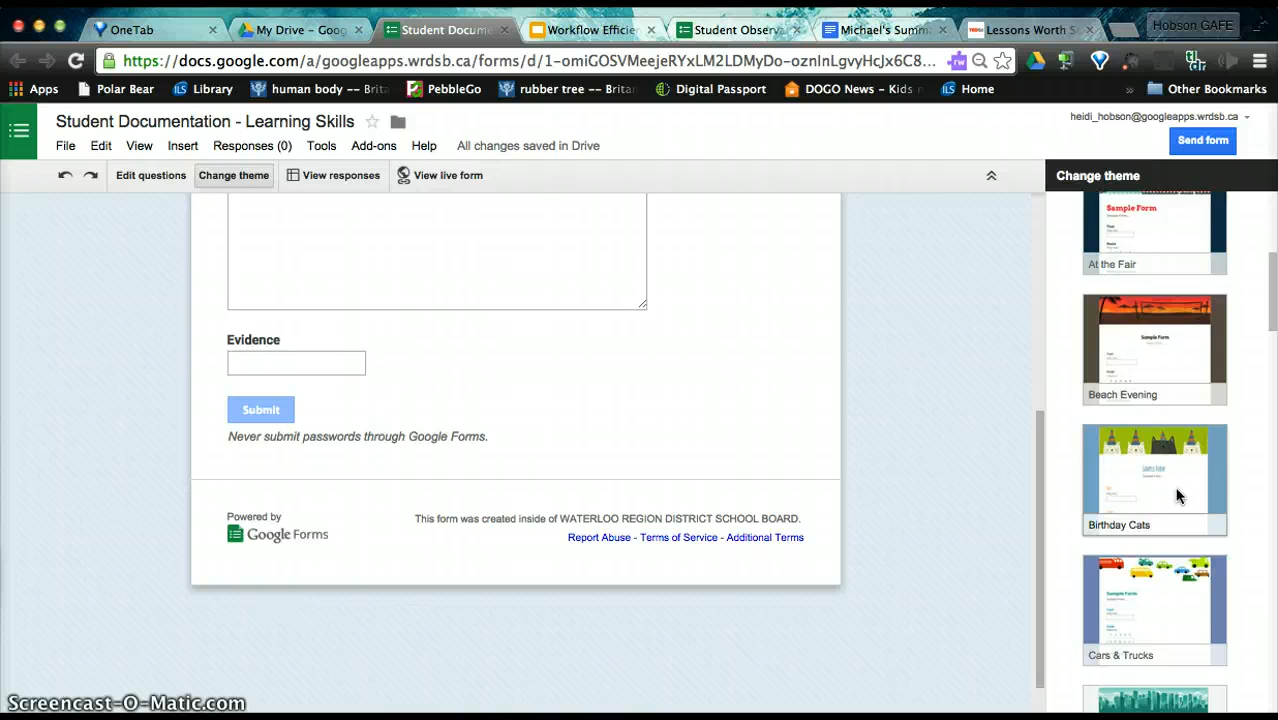 OneTab
My Drive – Goog
Student Docume
Workflow Efficie
Student Observa
Michael's Summ
Lessons Worth S
Hobson GAFE
https://docs.google.com/a/googleapps.wrdsb.ca/forms/d/1-omiGOSVMeejeRYxLM2LDMyDo-oznInLgvyHcJx6C8...
Apps
Polar Bear
Library
human body -- Brita
PebbleGo
rubber tree -- Britan
Digital Passport
DOGO News – Kids n
Home
»
Other Bookmarks
Student Documentation - Learning Skills
heidi_hobson@googleapps.wrdsb.ca
File Edit View Insert Responses (0) Tools Add-ons Help All changes saved in Drive
Send form
Edit questions
Change theme
View responses
View live form
Change theme
Sample Form
At the Fair
Sample Form
Beach Evening
Evidence
Submit
Never submit passwords through Google Forms.
SAMPLE FORM
Birthday Cats
Powered by
Google Forms
This form was created inside of WATERLOO REGION DISTRICT SCHOOL BOARD.
Report Abuse - Terms of Service - Additional Terms
Sample Form
Cars & Trucks
Screencast-O-Matic.com